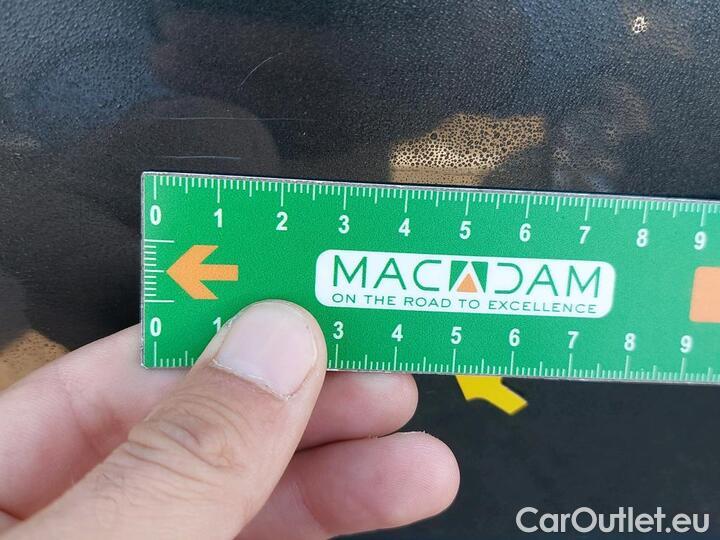 0 1 2 3 4 5 6 7 8 9
MACADAM
ON THE ROAD TO EXCELLENCE
0 1 3 4 5 6 7 8 9
CarOutlet.eu